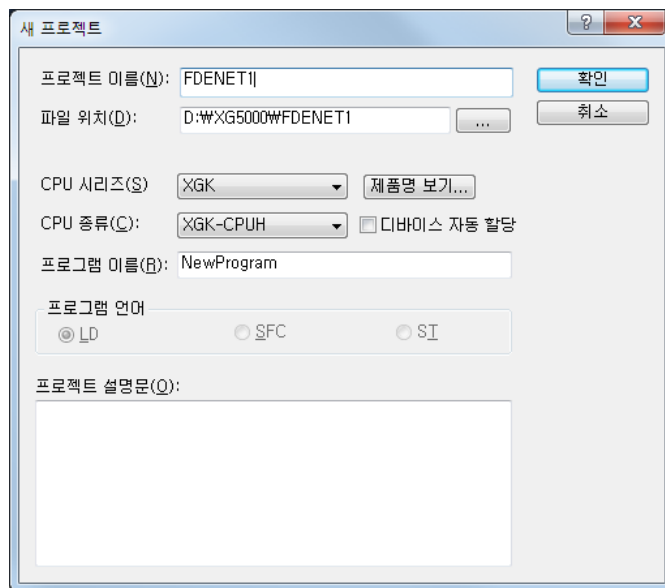 새 프로젝트
프로젝트 이름(N): FDENET1 확인
파일 위치(D): D:₩XG5000₩FDENET1 ... 취소
CPU 시리즈(S) XGK 제품명 보기...
CPU 종류(C): XGK-CPUH 디바이스 자동 할당
프로그램 이름(R): NewProgram
프로그램 언어
LD SFC ST
프로젝트 설명문(O):